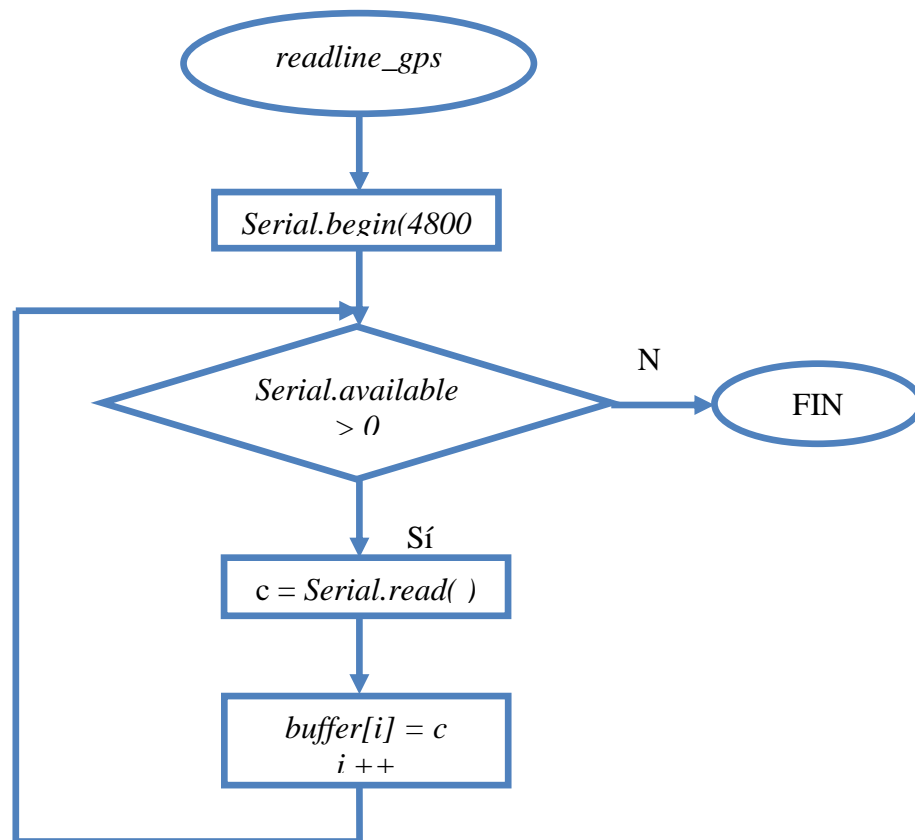 readline_gps
Serial.begin(4800
Serial.available
> 0
N
FIN
Sí
c = Serial.read( )
buffer[i] = c
i ++